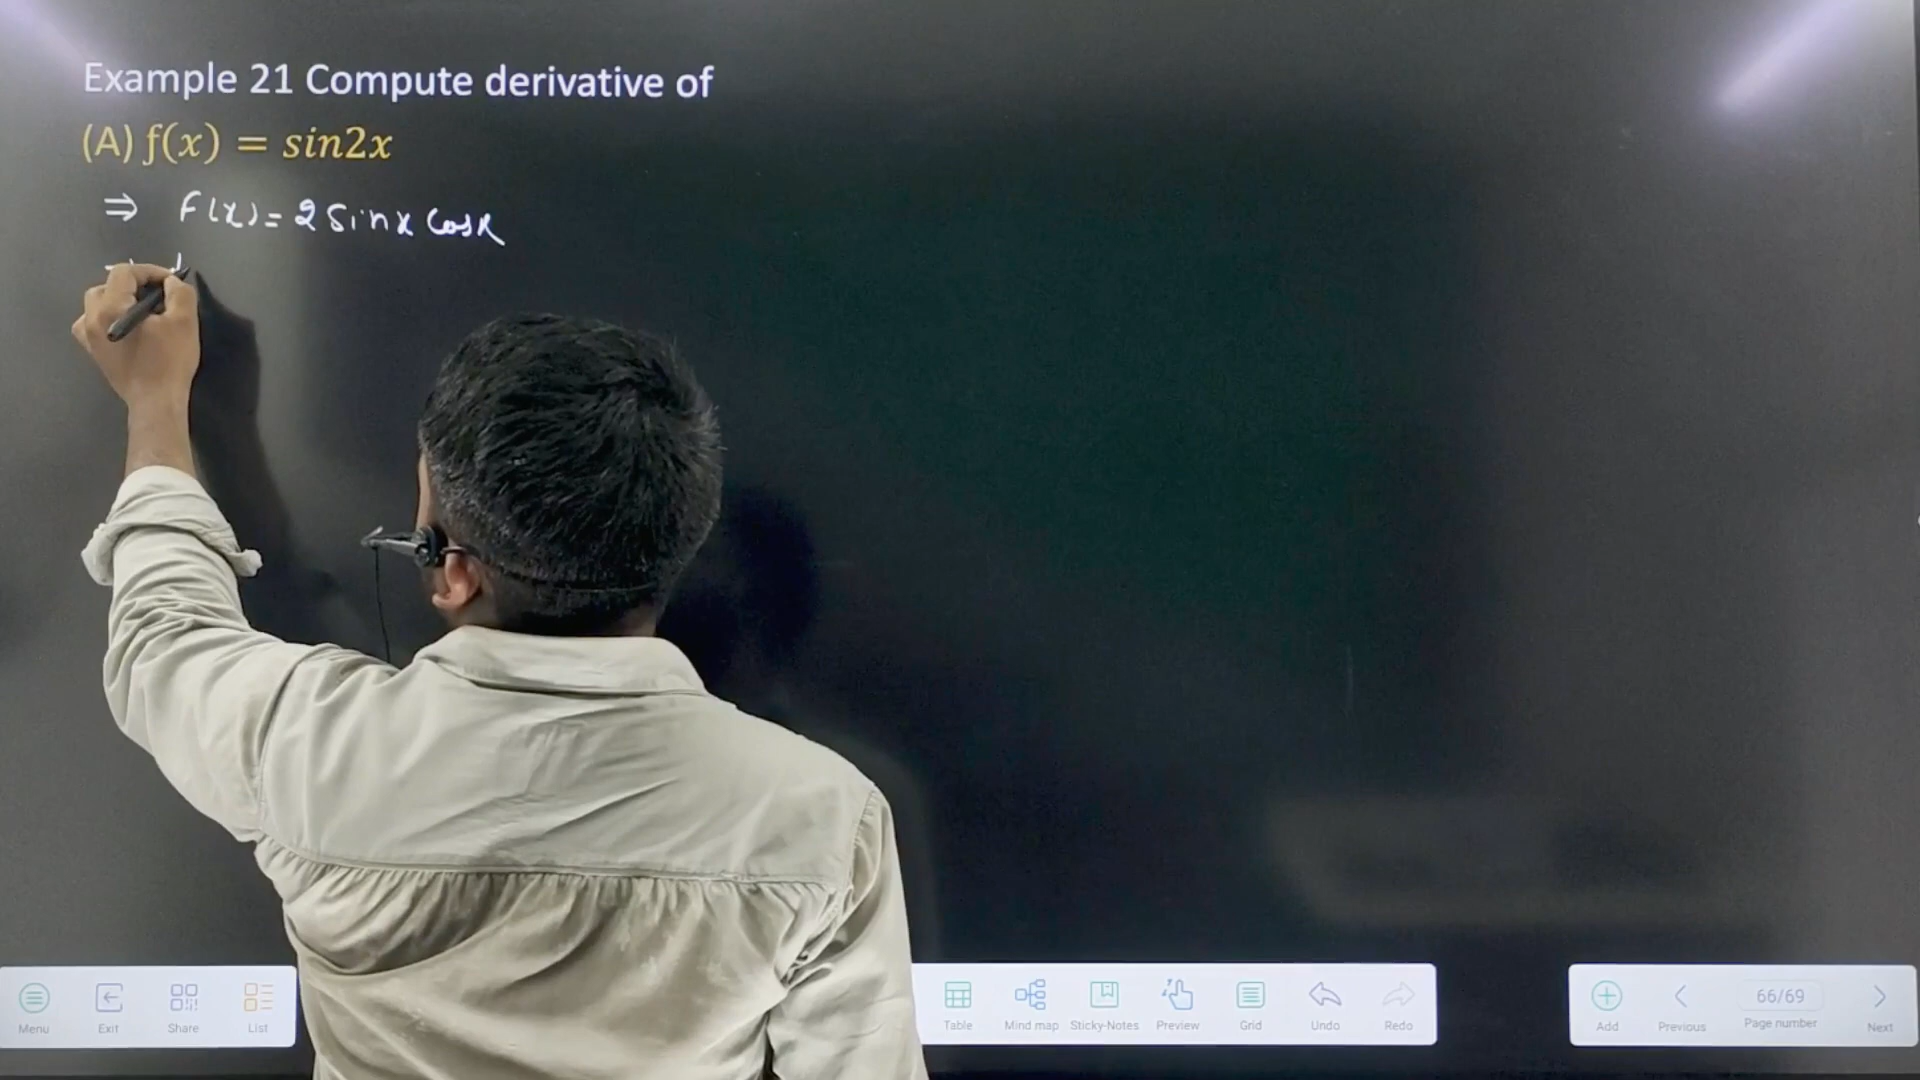 Example 21 Compute derivative of
(A) f(x) = sin2x
⇒ f(x) = 2 Sinx Cosx
Menu
Exit
Share
List
Table
Mind map
Sticky-Notes
Preview
Grid
Undo
Redo
Add
Previous
66/69
Page number
Next